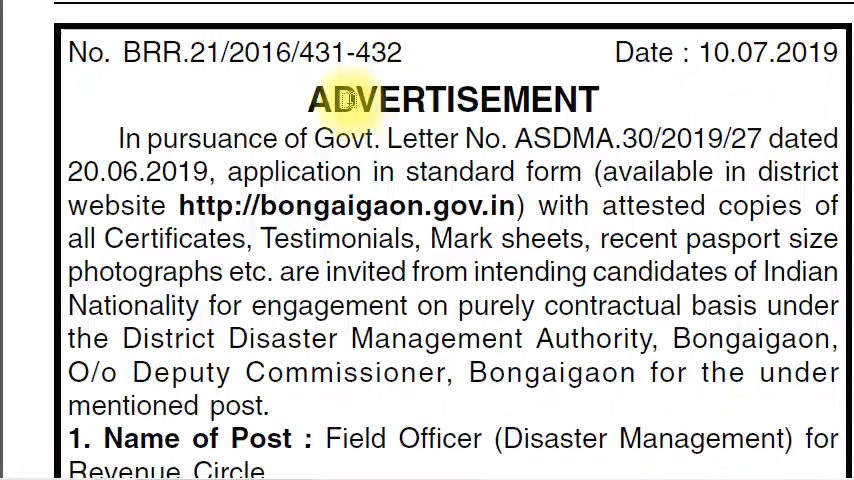 No. BRR.21/2016/431-432 Date : 10.07.2019
ADVERTISEMENT
In pursuance of Govt. Letter No. ASDMA.30/2019/27 dated
20.06.2019, application in standard form (available in district
website http://bongaigaon.gov.in) with attested copies of
all Certificates, Testimonials, Mark sheets, recent pasport size
photographs etc. are invited from intending candidates of Indian
Nationality for engagement on purely contractual basis under
the District Disaster Management Authority, Bongaigaon,
O/o Deputy Commissioner, Bongaigaon for the under
mentioned post.
1. Name of Post : Field Officer (Disaster Management) for
Revenue Circle